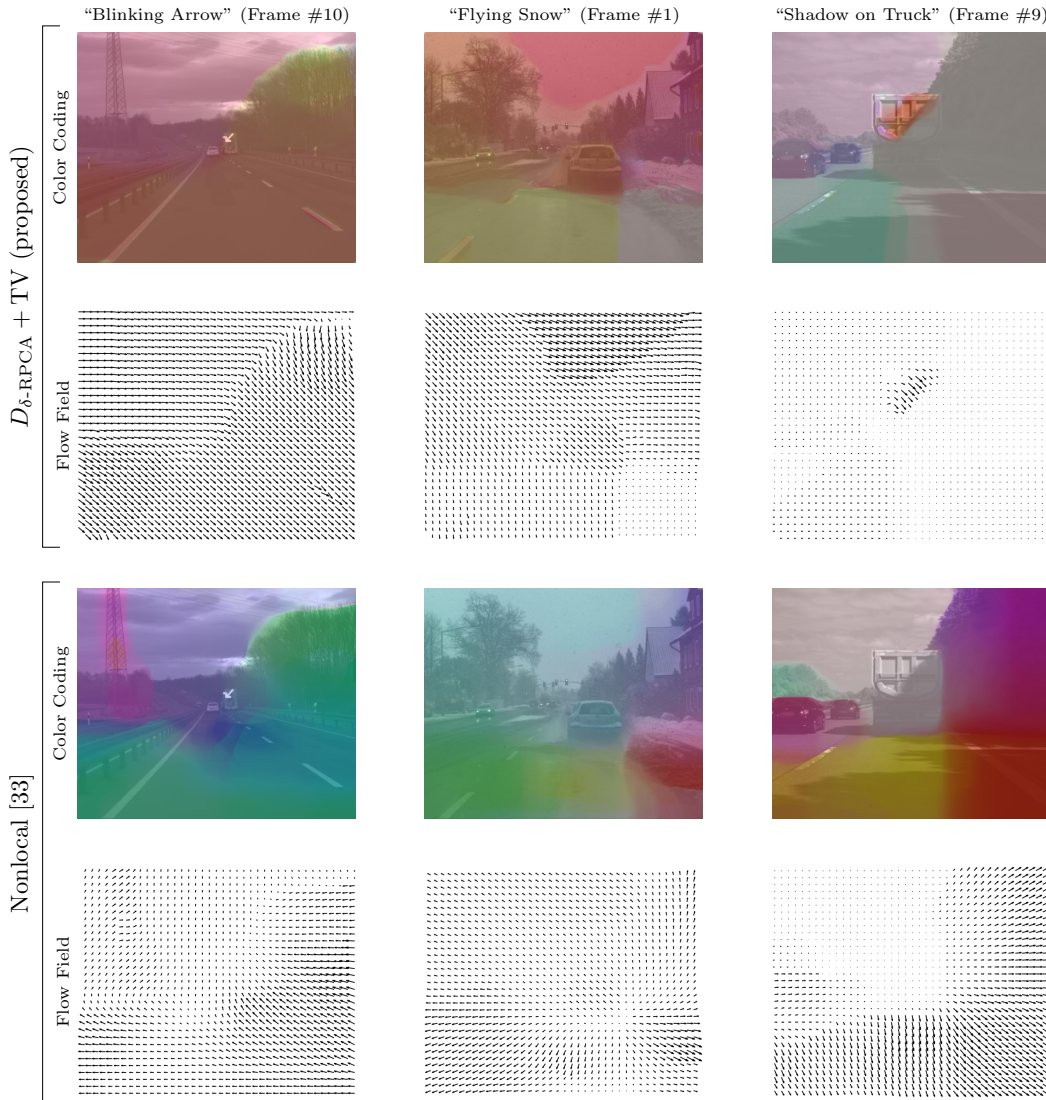 “Blinking Arrow” (Frame #10)
“Flying Snow” (Frame #1)
“Shadow on Truck” (Frame #9)
D δ-RPCA + TV (proposed)
Color Coding
Flow Field
Nonlocal [33]
Color Coding
Flow Field